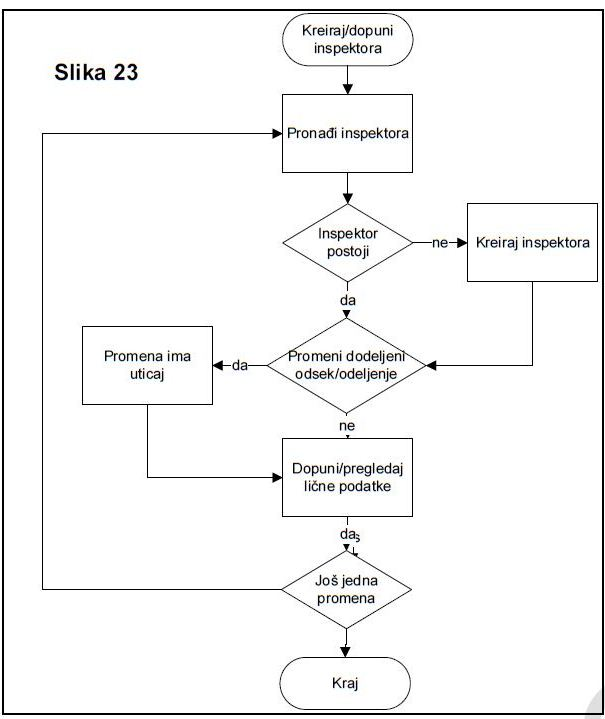 Kreiraj/dopuni
inspektora
Slika 23
Pronađi inspektora
Inspektor
postoji
ne
Kreiraj inspektora
da
Promena ima
uticaj
da
Promeni dodeljeni
odsek/odeljenje
ne
Dopuni/pregledaj
lične podatke
da
Još jedna
promena
Kraj